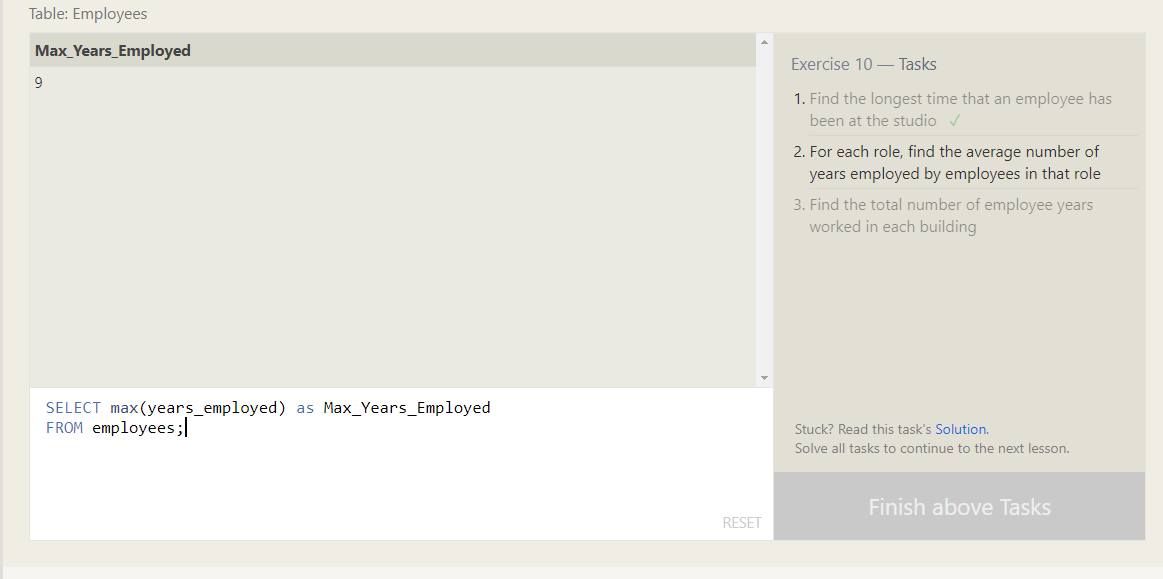 Table: Employees
Max_Years_Employed
9
SELECT max(years_employed) as Max_Years_Employed
FROM employees;
RESET
Exercise 10 — Tasks
1. Find the longest time that an employee has
been at the studio ✓
2. For each role, find the average number of
years employed by employees in that role
3. Find the total number of employee years
worked in each building
Stuck? Read this task's Solution.
Solve all tasks to continue to the next lesson.
Finish above Tasks